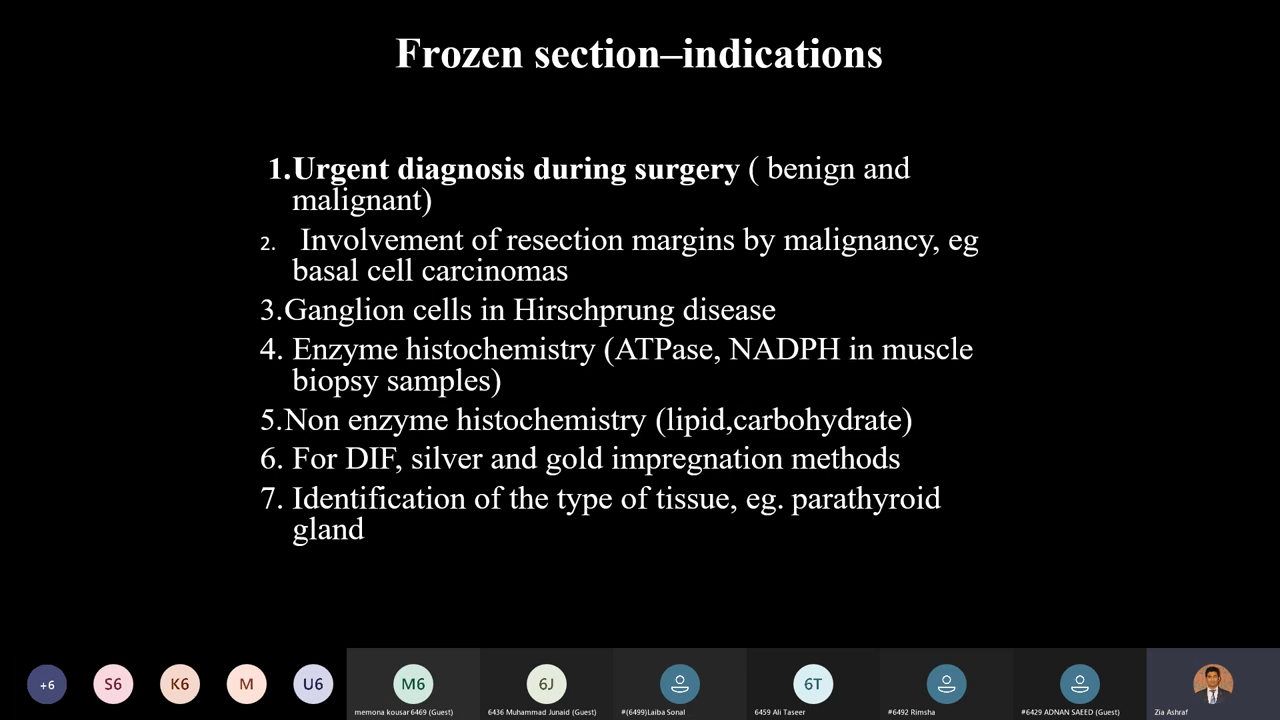 Frozen section–indications
1.Urgent diagnosis during surgery ( benign and
malignant)
2. Involvement of resection margins by malignancy, eg
basal cell carcinomas
3.Ganglion cells in Hirschprung disease
4. Enzyme histochemistry (ATPase, NADPH in muscle
biopsy samples)
5.Non enzyme histochemistry (lipid,carbohydrate)
6. For DIF, silver and gold impregnation methods
7. Identification of the type of tissue, eg. parathyroid
gland
+6
S6
K6
M
U6
M6
6J
6T
memona kousar 6469 (Guest)
6436 Muhammad Junaid (Guest)
#(6499)Laiba Sonal
6459 Ali Taseer
#6492 Rimsha
#6429 ADNAN SAEED (Guest)
Zia Ashraf